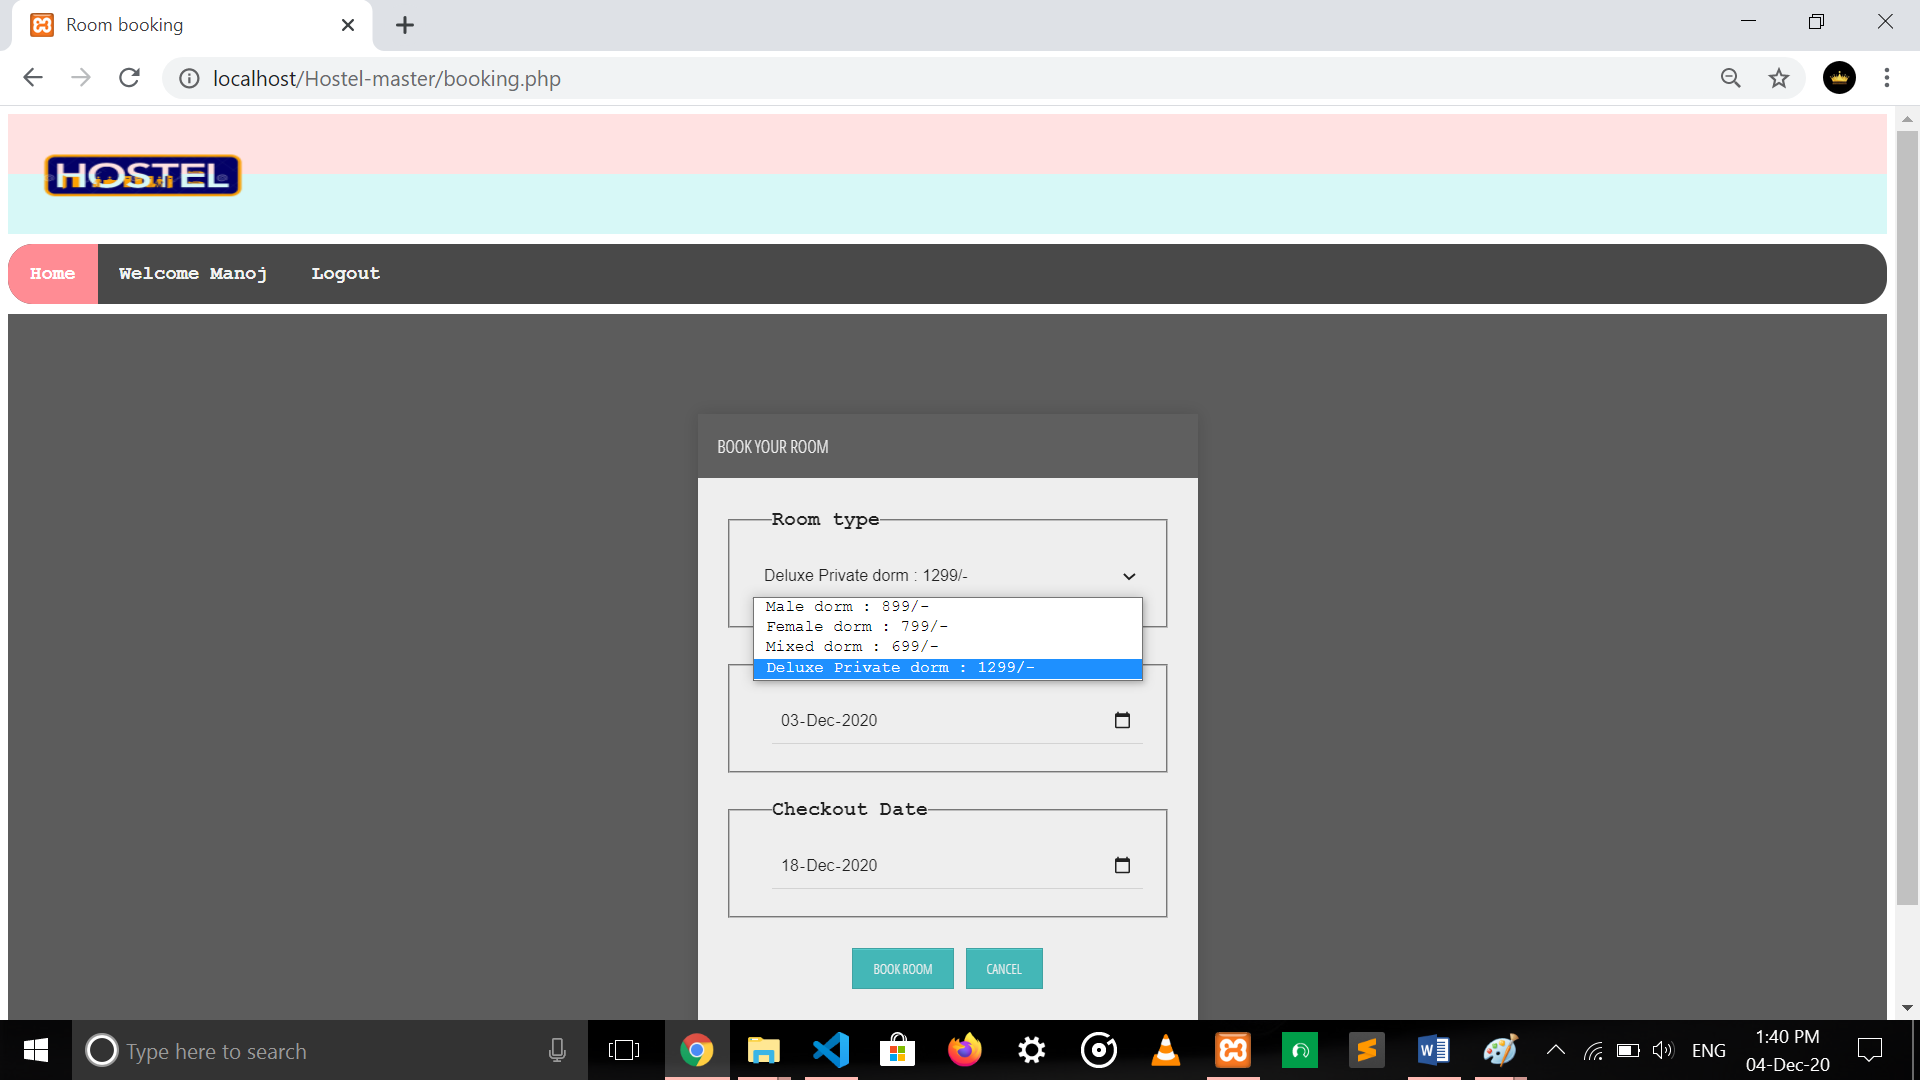 Room booking
localhost/Hostel-master/booking.php
HOSTEL
Home Welcome Manoj Logout
BOOK YOUR ROOM
Room type
Deluxe Private dorm : 1299/-
Male dorm : 899/-
Female dorm : 799/-
Mixed dorm : 699/-
Deluxe Private dorm : 1299/-
03-Dec-2020
Checkout Date
18-Dec-2020
BOOK ROOM CANCEL
Type here to search
ENG
1:40 PM
04-Dec-20